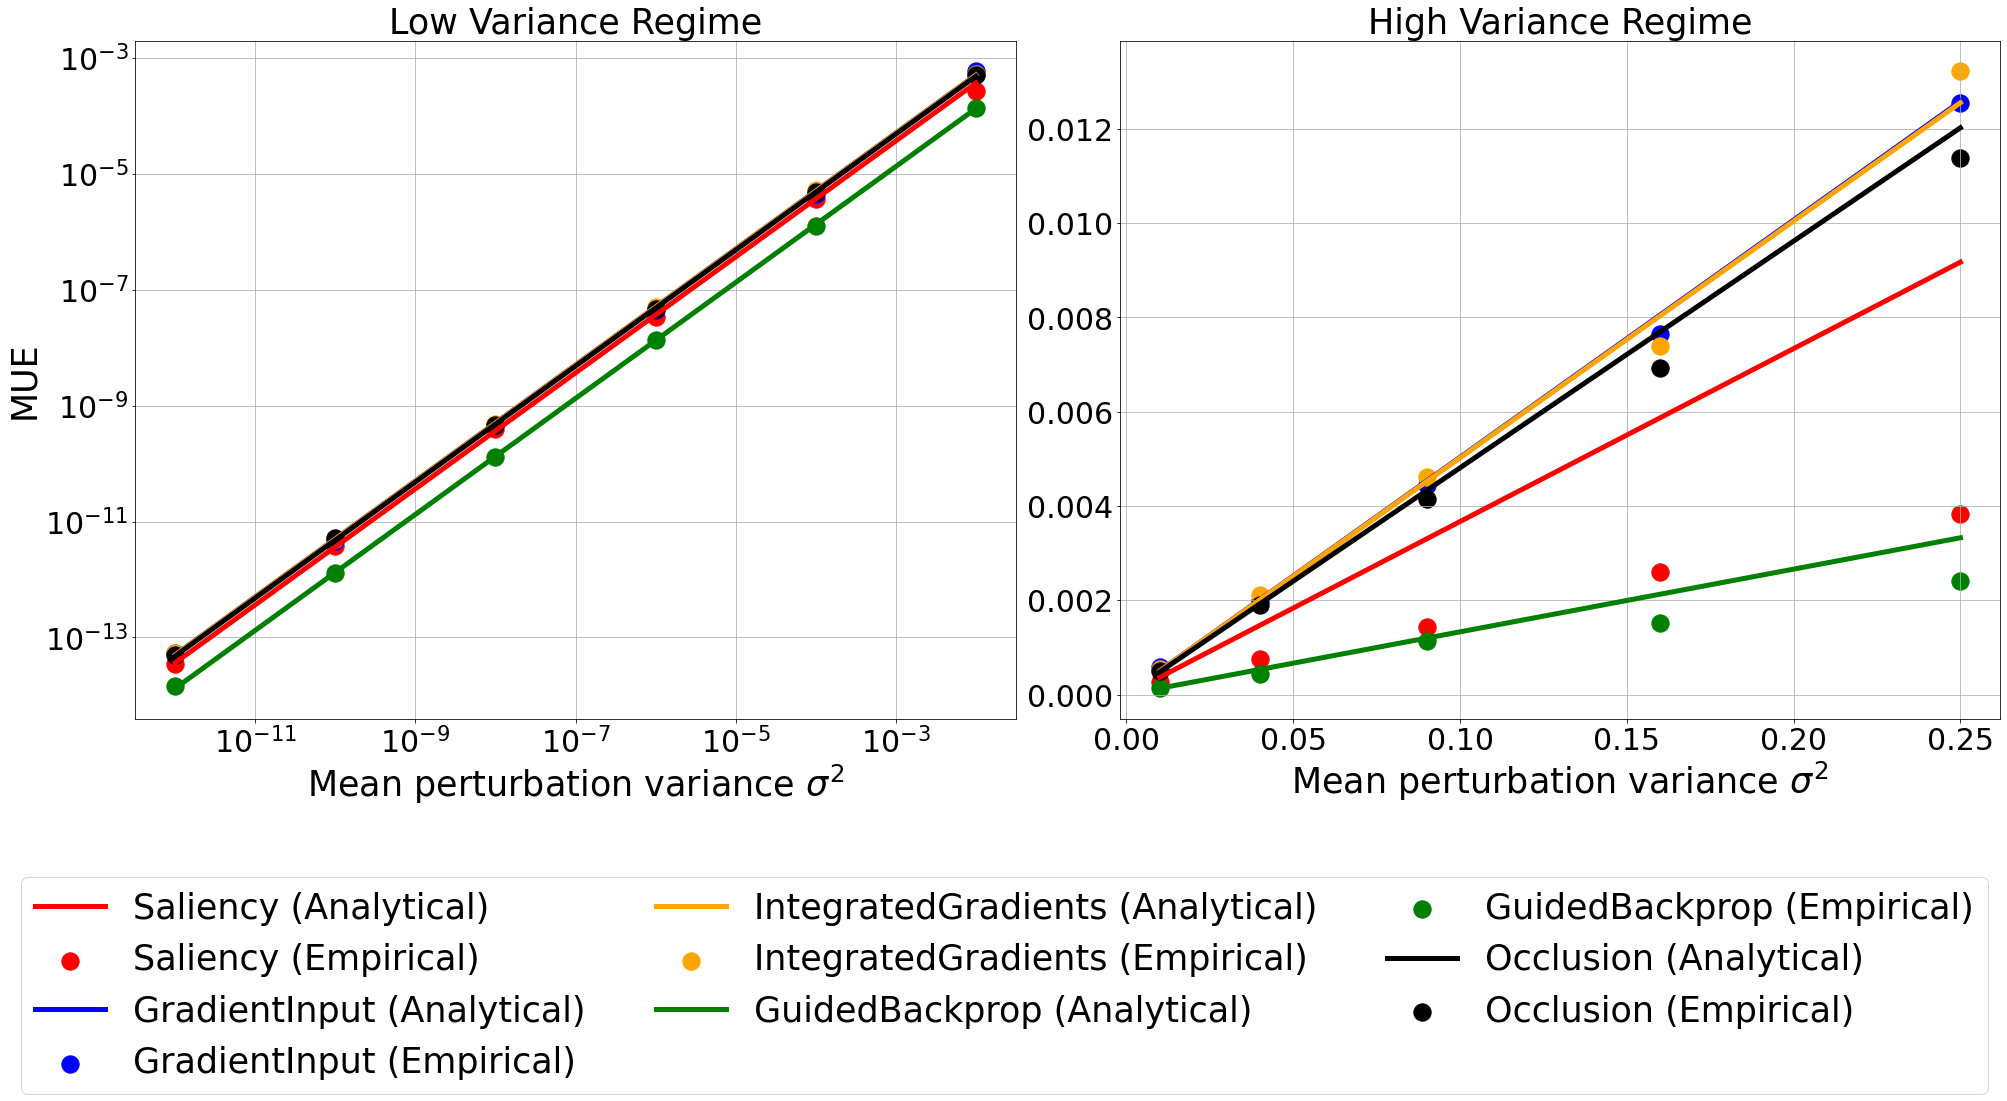 Low Variance Regime
High Variance Regime
MUE
10⁻³
10⁻⁵
10⁻⁷
10⁻⁹
10⁻¹¹
10⁻¹³
10⁻¹¹ 10⁻⁹ 10⁻⁷ 10⁻⁵ 10⁻³
Mean perturbation variance σ²
0.012
0.010
0.008
0.006
0.004
0.002
0.000
0.00 0.05 0.10 0.15 0.20 0.25
Mean perturbation variance σ²
Saliency (Analytical)
Saliency (Empirical)
GradientInput (Analytical)
GradientInput (Empirical)
IntegratedGradients (Analytical)
IntegratedGradients (Empirical)
GuidedBackprop (Analytical)
GuidedBackprop (Empirical)
Occlusion (Analytical)
Occlusion (Empirical)